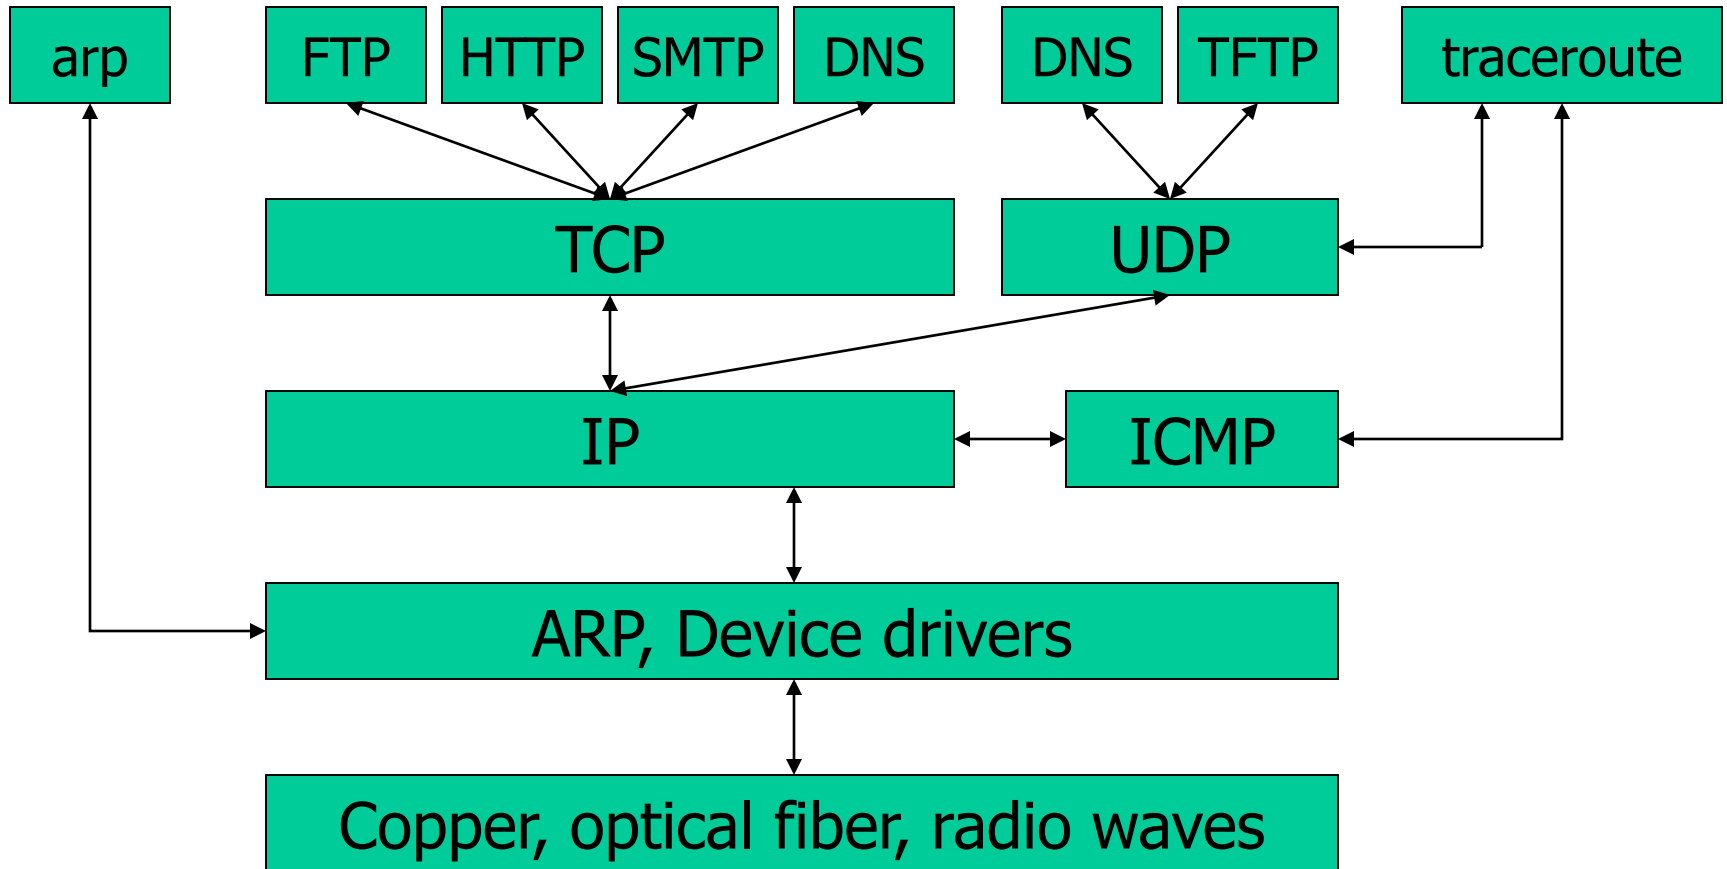 arp
FTP
HTTP
SMTP
DNS
DNS
TFTP
traceroute
TCP
UDP
IP
ICMP
ARP, Device drivers
Copper, optical fiber, radio waves